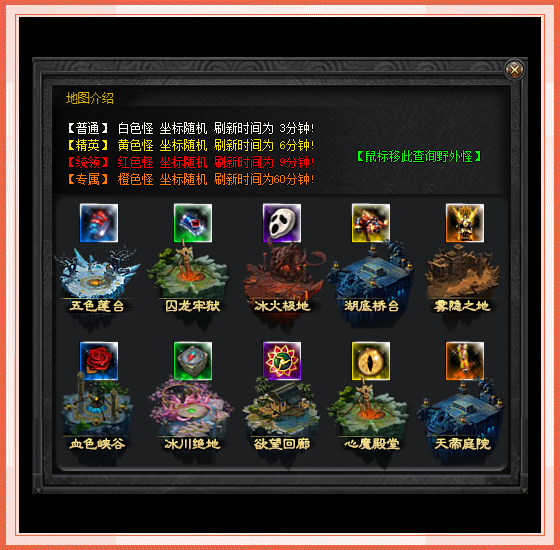 地图介绍
【普通】 白色怪 坐标随机 刷新时间为 3分钟!
【精英】 黄色怪 坐标随机 刷新时间为 6分钟!
【统领】 红色怪 坐标随机 刷新时间为 9分钟!
【专属】 橙色怪 坐标随机 刷新时间为60分钟!
【鼠标移此查询野外怪】
五色莲台 囚龙牢狱 冰火极地 湖底桥台 雾隐之地
血色峡谷 冰川绝地 欲望回廊 心魔殿堂 天帝庭院